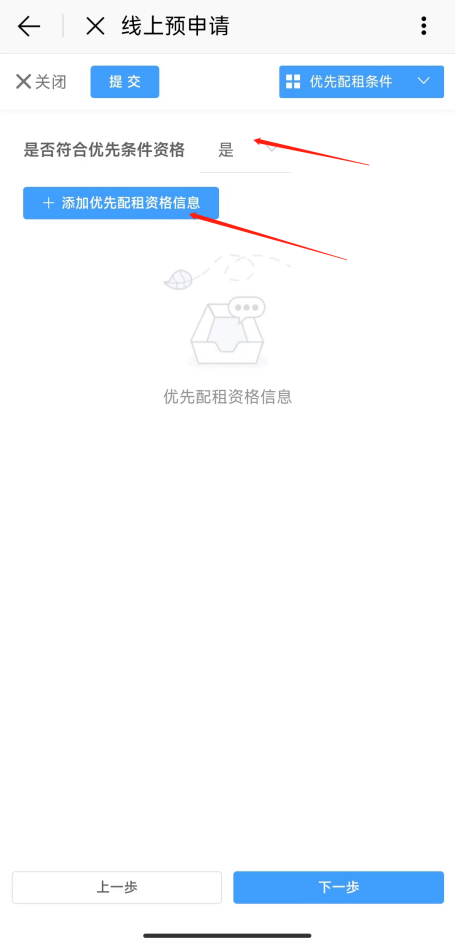 线上预申请
关闭 提交 优先配租条件
是否符合优先条件资格 是
添加优先配租资格信息
优先配租资格信息
上一步 下一步